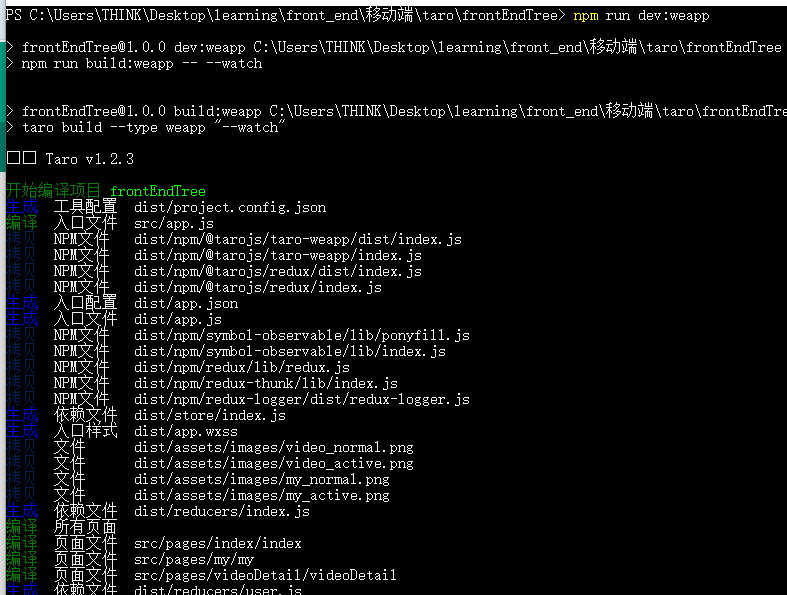 PS C:\Users\THINK\Desktop\learning\front_end\移动端\taro\frontEndTree> npm run dev:weapp
> frontEndTree@1.0.0 dev:weapp C:\Users\THINK\Desktop\learning\front_end\移动端\taro\frontEndTree
> npm run build:weapp -- --watch
> frontEndTree@1.0.0 build:weapp C:\Users\THINK\Desktop\learning\front_end\移动端\taro\frontEndTre
> taro build --type weapp "--watch"
Taro v1.2.3
开始编译项目 frontEndTree
生成 工具配置 dist/project.config.json
编译 入口文件 src/app.js
拷贝 NPM文件 dist/npm/@tarojs/taro-weapp/dist/index.js
拷贝 NPM文件 dist/npm/@tarojs/taro-weapp/index.js
拷贝 NPM文件 dist/npm/@tarojs/redux/dist/index.js
拷贝 NPM文件 dist/npm/@tarojs/redux/index.js
生成 入口配置 dist/app.json
生成 入口文件 dist/app.js
拷贝 NPM文件 dist/npm/symbol-observable/lib/ponyfill.js
拷贝 NPM文件 dist/npm/symbol-observable/lib/index.js
拷贝 NPM文件 dist/npm/redux/lib/redux.js
拷贝 NPM文件 dist/npm/redux-thunk/lib/index.js
拷贝 NPM文件 dist/npm/redux-logger/dist/redux-logger.js
生成 依赖文件 dist/store/index.js
生成 入口样式 dist/app.wxss
拷贝 文件 dist/assets/images/video_normal.png
拷贝 文件 dist/assets/images/video_active.png
拷贝 文件 dist/assets/images/my_normal.png
拷贝 文件 dist/assets/images/my_active.png
生成 依赖文件 dist/reducers/index.js
编译 所有页面
编译 页面文件 src/pages/index/index
编译 页面文件 src/pages/my/my
编译 页面文件 src/pages/videoDetail/videoDetail
生成 依赖文件 dist/reducers/user.js